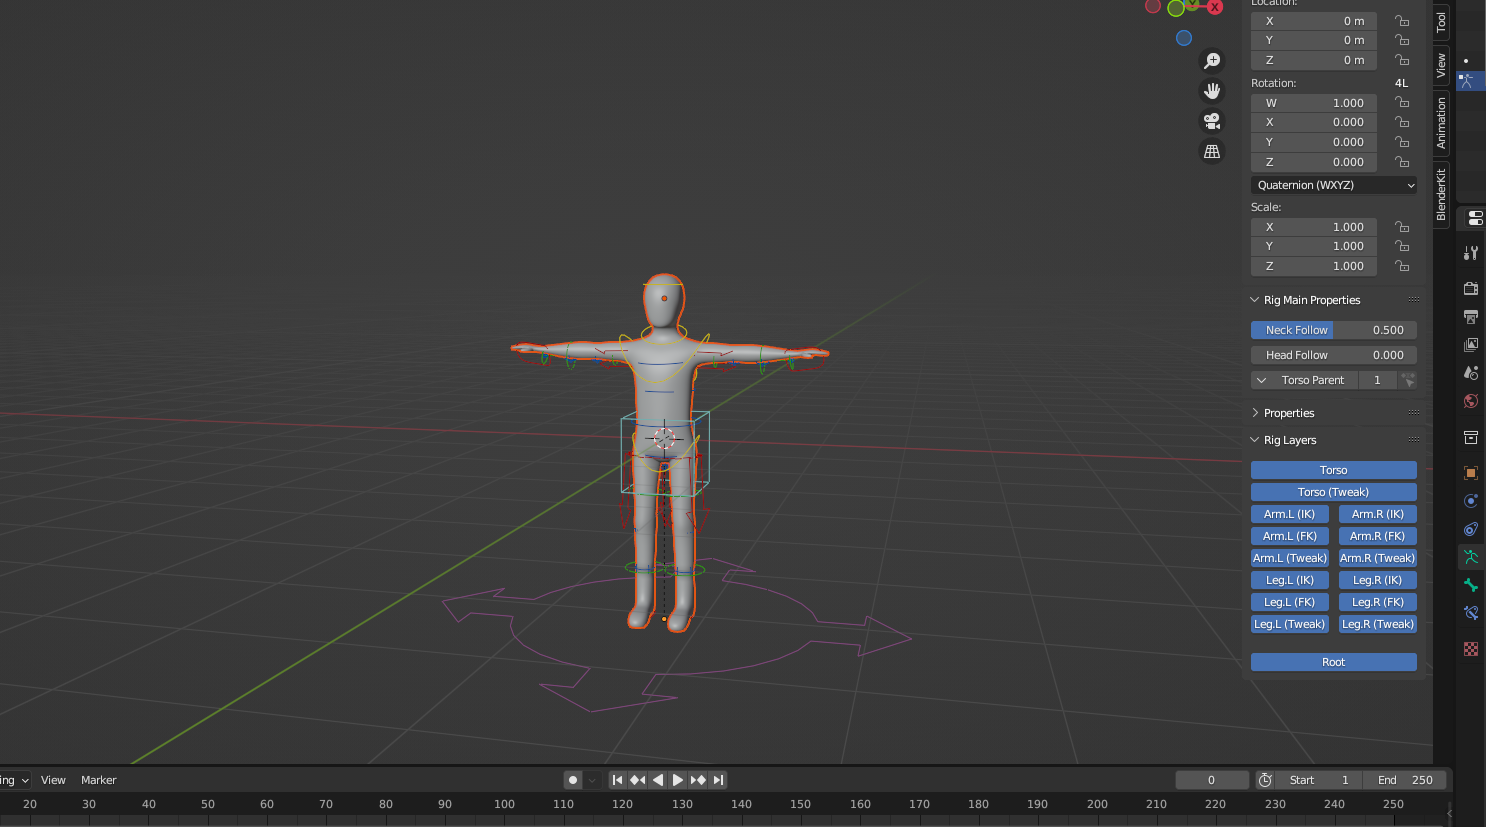 Location:
X 0 m
Y 0 m
Z 0 m
Rotation: 4L
W 1.000
X 0.000
Y 0.000
Z 0.000
Quaternion (WXYZ)
Scale:
X 1.000
Y 1.000
Z 1.000
Rig Main Properties
Neck Follow 0.500
Head Follow 0.000
Torso Parent 1
Properties
Rig Layers
Torso
Torso (Tweak)
Arm.L (IK) Arm.R (IK)
Arm.L (FK) Arm.R (FK)
Arm.L (Tweak) Arm.R (Tweak)
Leg.L (IK) Leg.R (IK)
Leg.L (FK) Leg.R (FK)
Leg.L (Tweak) Leg.R (Tweak)
Root
Tool
View
Animation
BlenderKit
X
Y
ing View Marker 0 Start 1 End 250
20 30 40 50 60 70 80 90 100 110 120 130 140 150 160 170 180 190 200 210 220 230 240 250